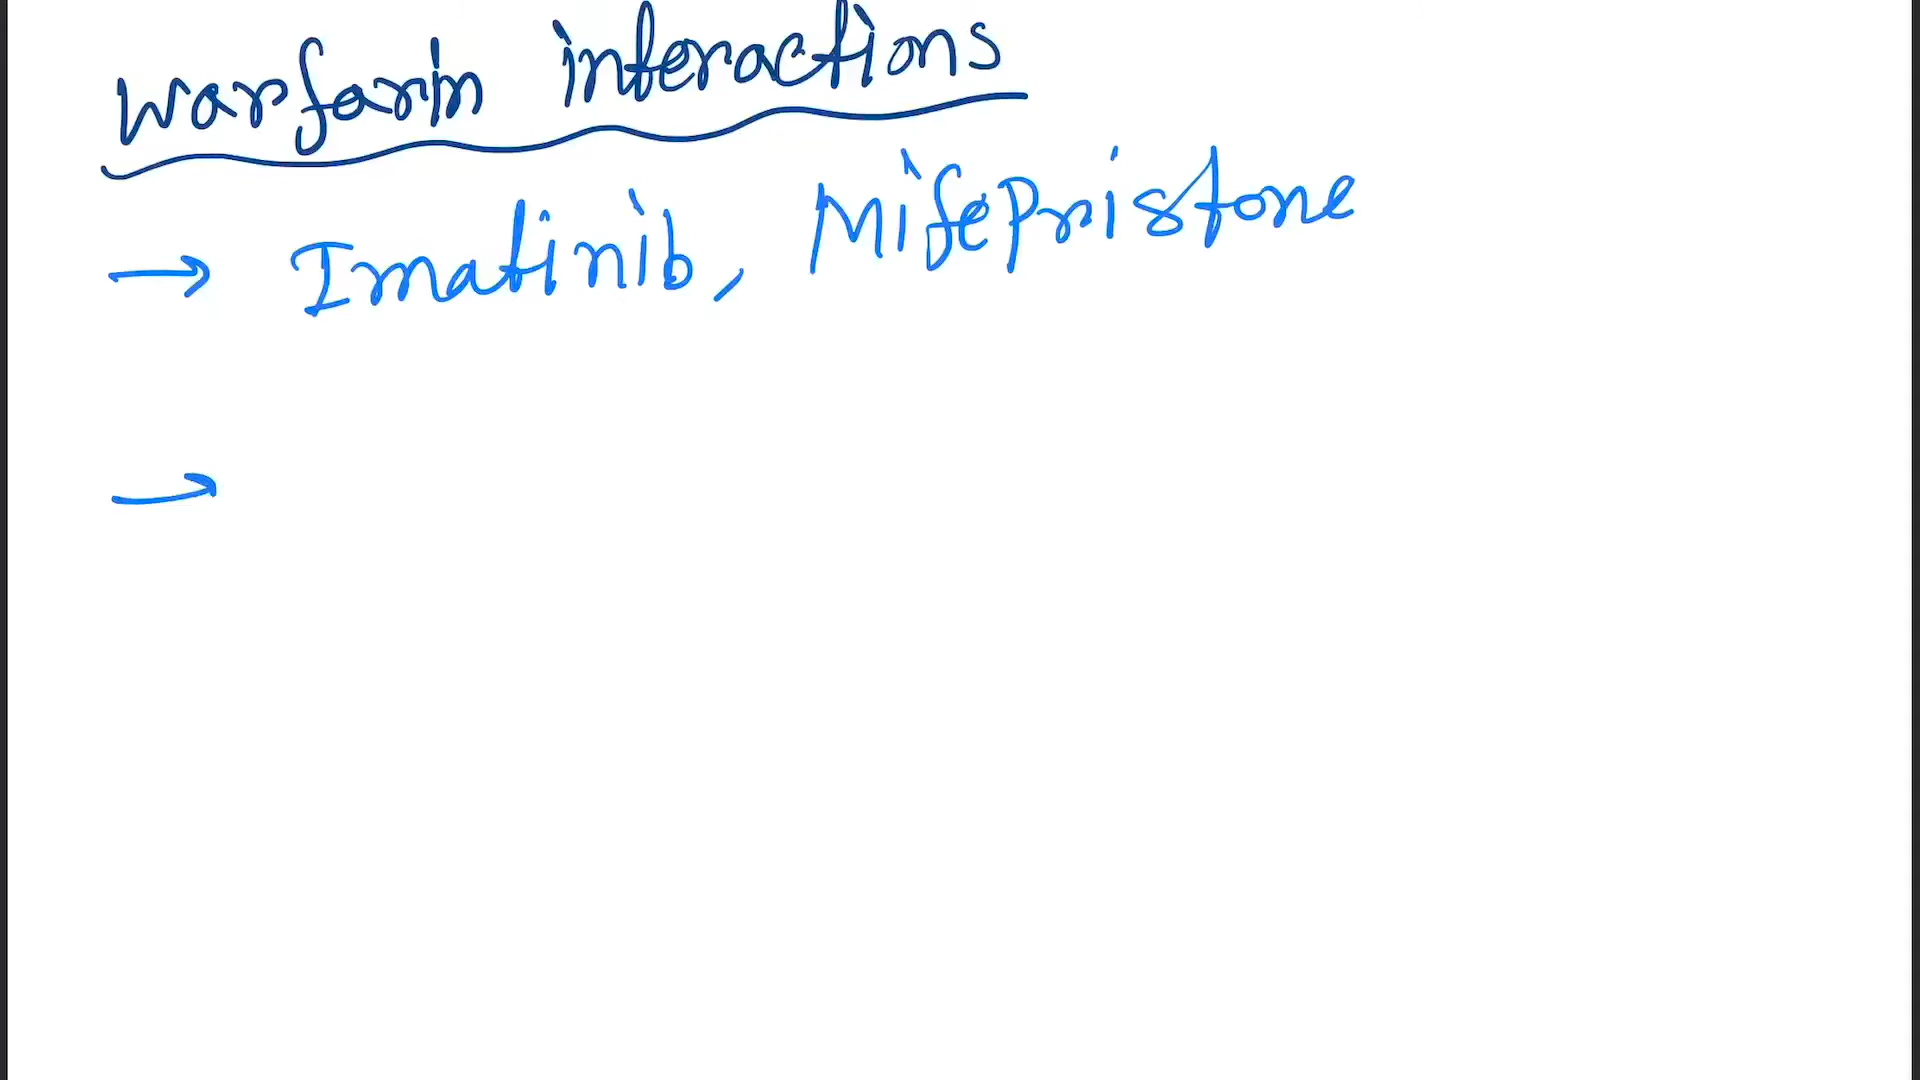 Warfarin interactions
→ Imatinib, Mifepristone
→